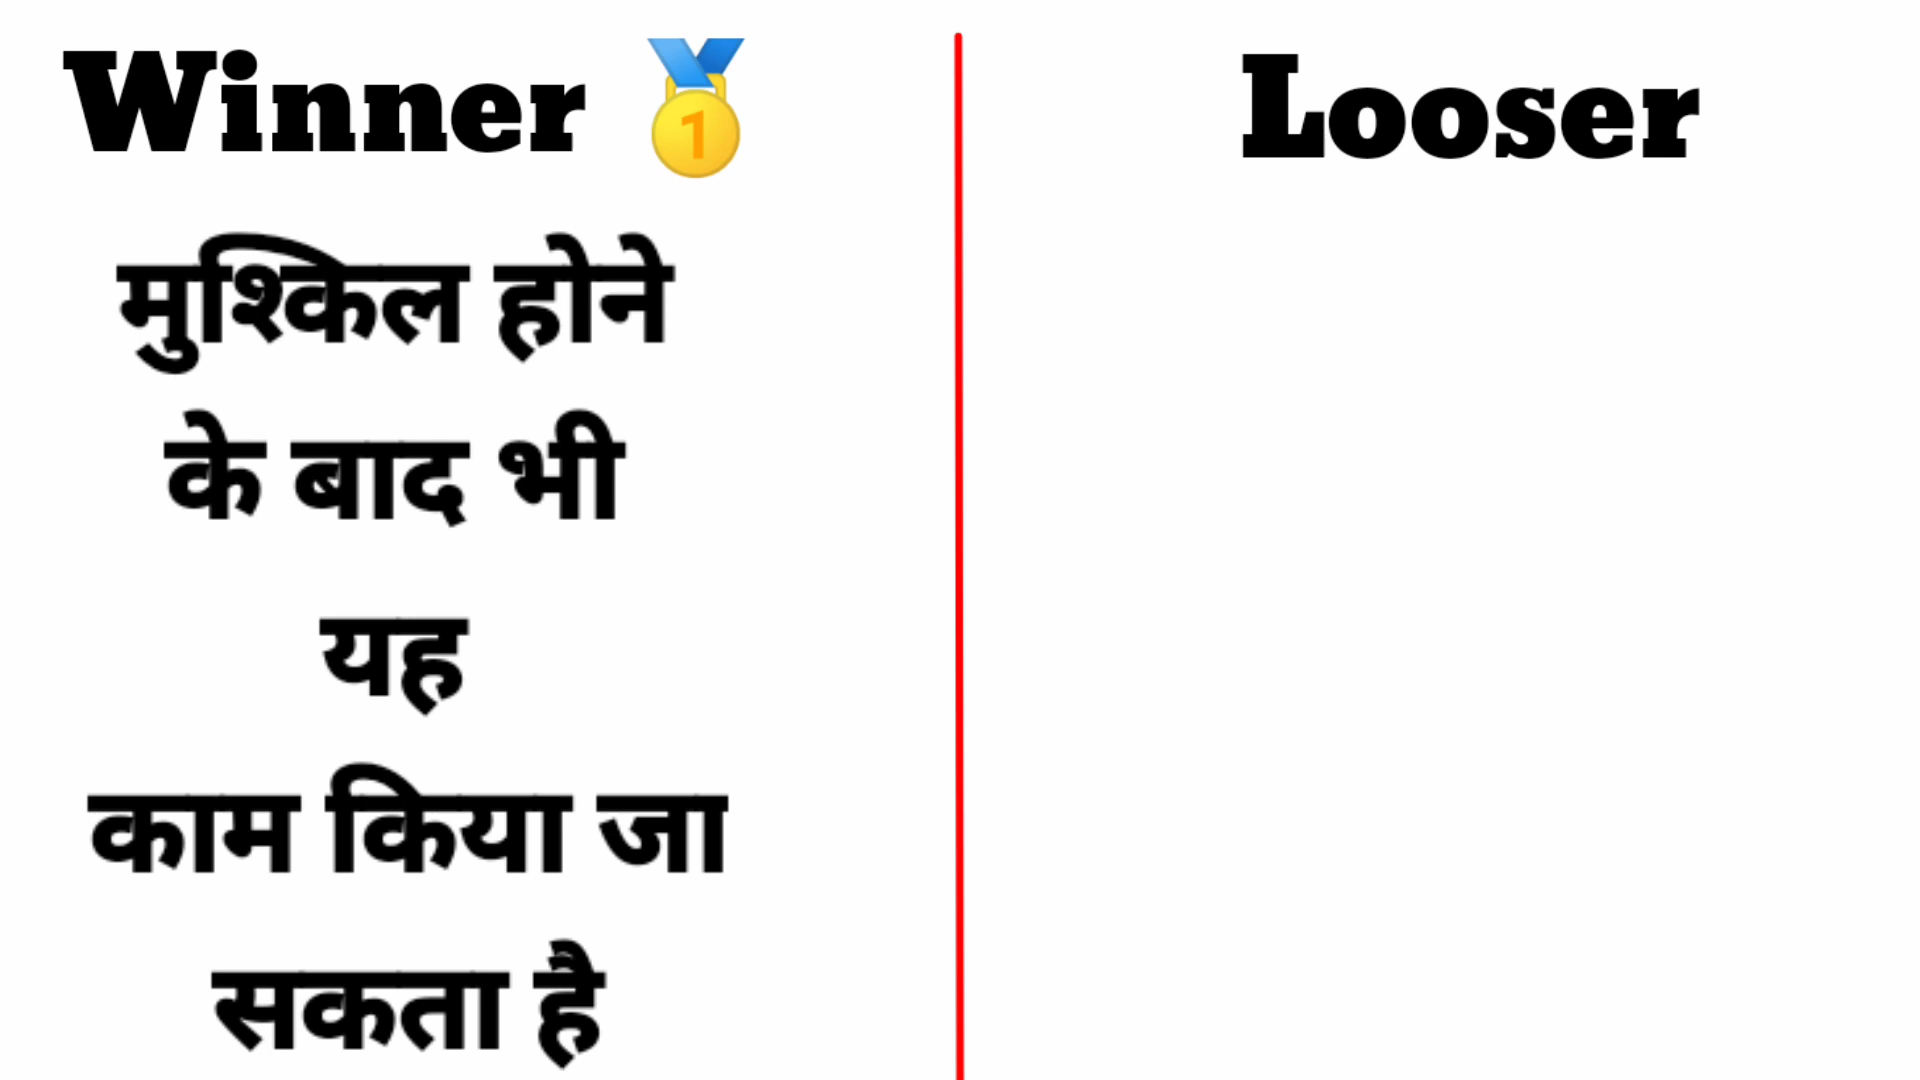 Winner 🥇
Looser
मुश्किल होने
के बाद भी
यह
काम किया जा
सकता है